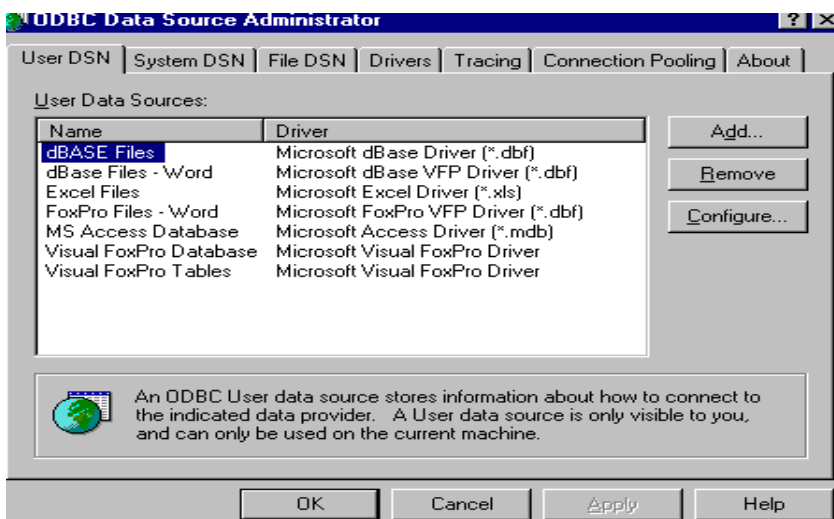 ODBC Data Source Administrator
User DSN System DSN File DSN Drivers Tracing Connection Pooling About
User Data Sources:
Name Driver
dBASE Files Microsoft dBase Driver (*.dbf)
dBase Files - Word Microsoft dBase VFP Driver (*.dbf)
Excel Files Microsoft Excel Driver (*.xls)
FoxPro Files - Word Microsoft FoxPro VFP Driver (*.dbf)
MS Access Database Microsoft Access Driver (*.mdb)
Visual FoxPro Database Microsoft Visual FoxPro Driver
Visual FoxPro Tables Microsoft Visual FoxPro Driver
Add...
Remove
Configure...
An ODBC User data source stores information about how to connect to
the indicated data provider. A User data source is only visible to you,
and can only be used on the current machine.
OK Cancel Apply Help